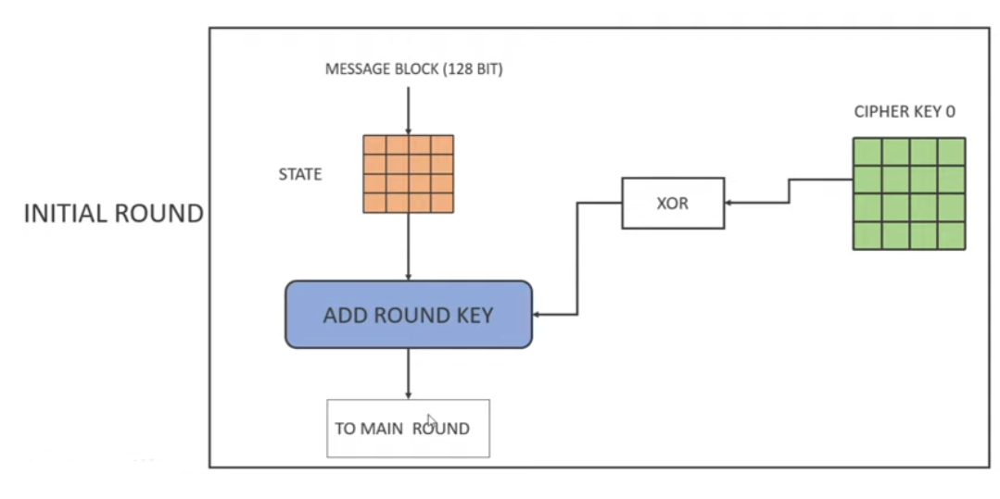 MESSAGE BLOCK (128 BIT)
CIPHER KEY 0
STATE
INITIAL ROUND
XOR
ADD ROUND KEY
TO MAIN ROUND